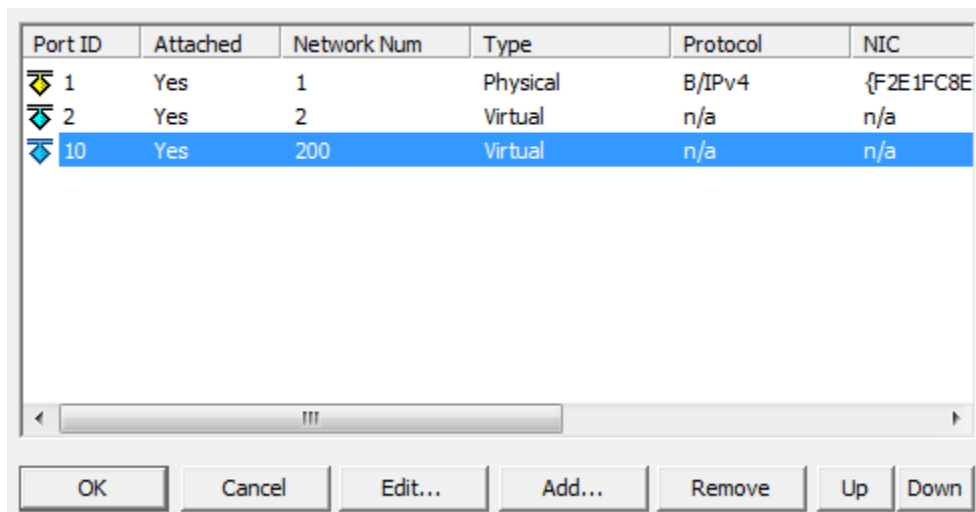 Port ID Attached Network Num Type Protocol NIC
1 Yes 1 Physical B/IPv4 {F2E1FC8E
2 Yes 2 Virtual n/a n/a
10 Yes 200 Virtual n/a n/a
OK Cancel Edit... Add... Remove Up Down